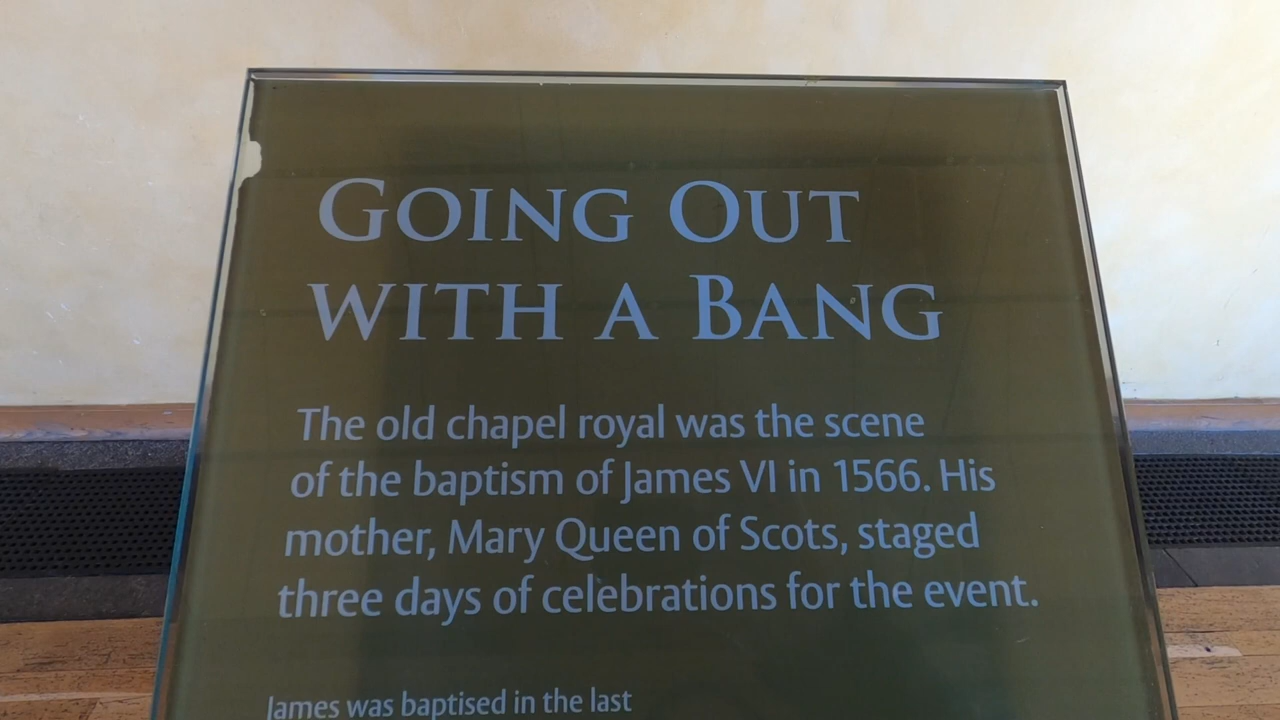 GOING OUT
WITH A BANG
The old chapel royal was the scene
of the baptism of James VI in 1566. His
mother, Mary Queen of Scots, staged
three days of celebrations for the event.
James was baptised in the last